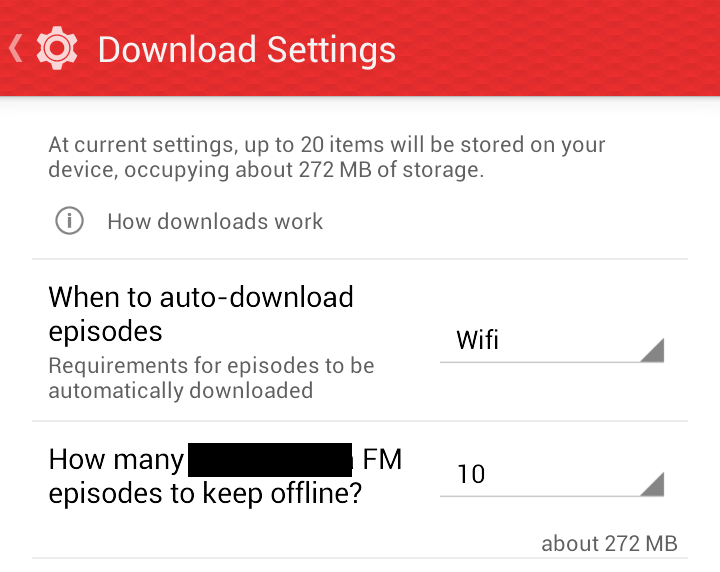 Download Settings
At current settings, up to 20 items will be stored on your
device, occupying about 272 MB of storage.
How downloads work
When to auto-download
episodes
Requirements for episodes to be
automatically downloaded
Wifi
How many FM
episodes to keep offline?
10
about 272 MB